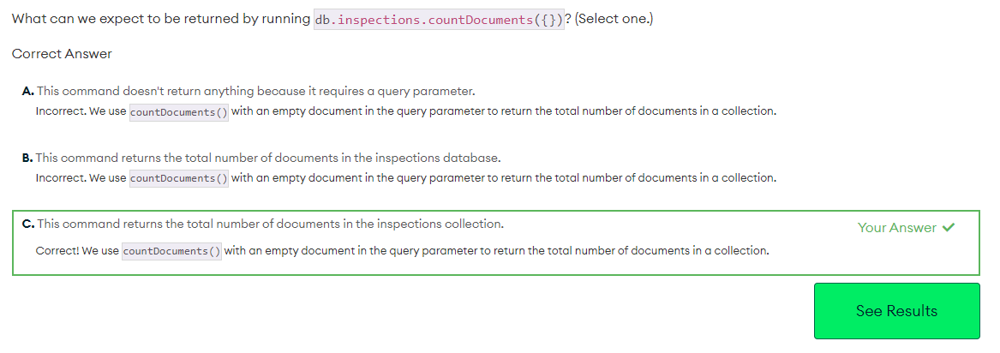 What can we expect to be returned by running db.inspections.countDocuments({})? (Select one.)
Correct Answer
A. This command doesn't return anything because it requires a query parameter.
Incorrect. We use countDocuments() with an empty document in the query parameter to return the total number of documents in a collection.
B. This command returns the total number of documents in the inspections database.
Incorrect. We use countDocuments() with an empty document in the query parameter to return the total number of documents in a collection.
C. This command returns the total number of documents in the inspections collection.
Your Answer ✓
Correct! We use countDocuments() with an empty document in the query parameter to return the total number of documents in a collection.
See Results